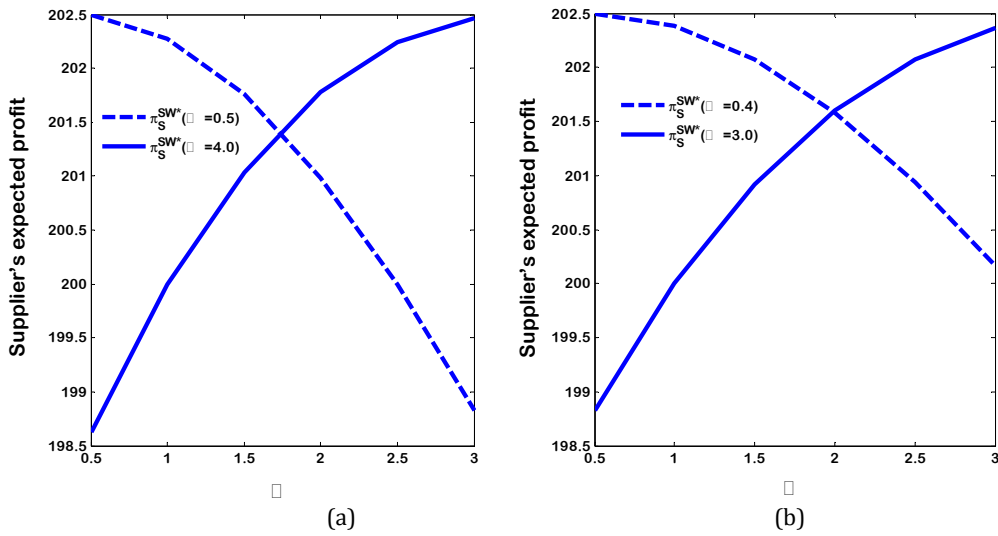 Supplier's expected profit
202.5
202
201.5
201
200.5
200
199.5
199
198.5
0.5 1 1.5 2 2.5 3
π_S^SW*(□ =0.5)
π_S^SW*(□ =4.0)
□
(a)
Supplier's expected profit
202.5
202
201.5
201
200.5
200
199.5
199
198.5
0.5 1 1.5 2 2.5 3
π_S^SW*(□ =0.4)
π_S^SW*(□ =3.0)
□
(b)